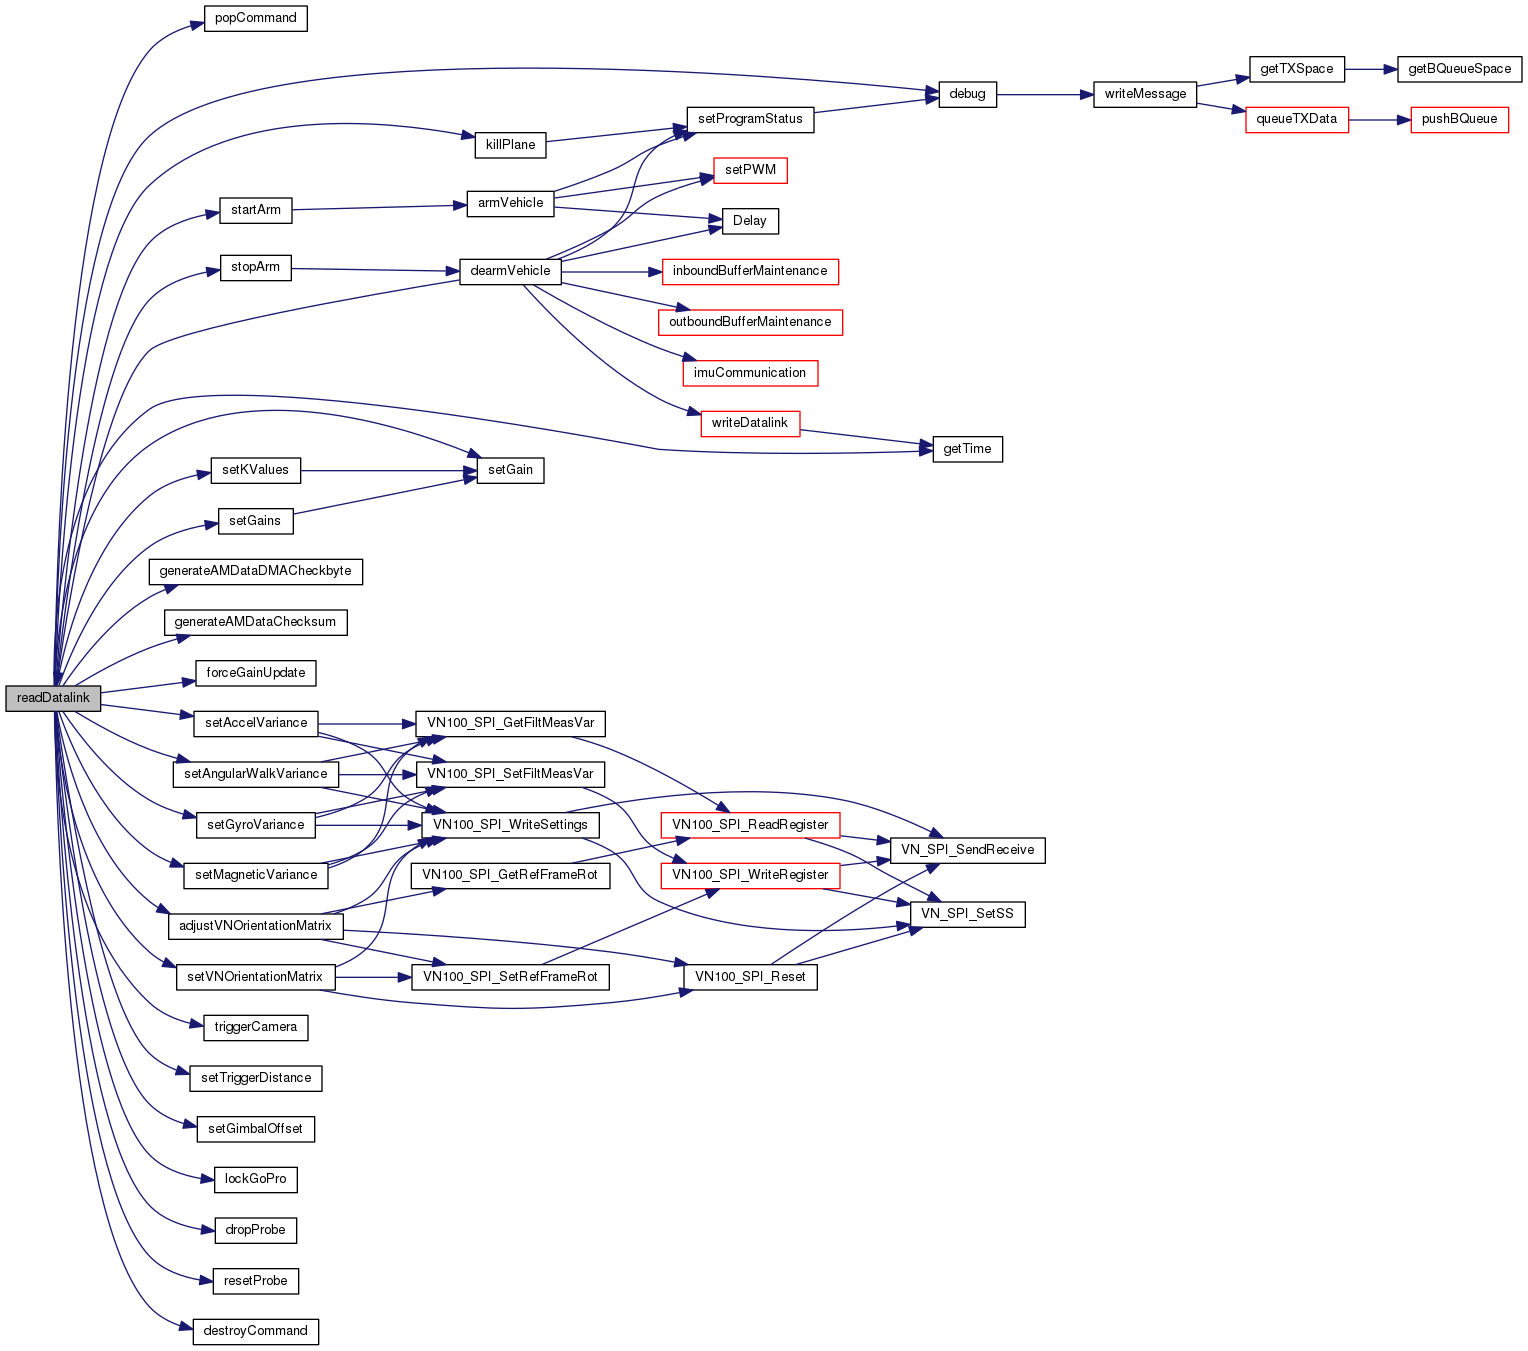 popCommand
getTXSpace
getBQueueSpace
debug
writeMessage
setProgramStatus
queueTXData
pushBQueue
killPlane
setPWM
startArm
armVehicle
Delay
stopArm
dearmVehicle
inboundBufferMaintenance
outboundBufferMaintenance
imuCommunication
writeDatalink
getTime
setKValues
setGain
setGains
generateAMDataDMACheckbyte
generateAMDataChecksum
forceGainUpdate
readDatalink
setAccelVariance
VN100_SPI_GetFiltMeasVar
setAngularWalkVariance
VN100_SPI_SetFiltMeasVar
setGyroVariance
VN100_SPI_WriteSettings
VN100_SPI_ReadRegister
VN_SPI_SendReceive
setMagneticVariance
VN100_SPI_GetRefFrameRot
VN100_SPI_WriteRegister
VN_SPI_SetSS
adjustVNOrientationMatrix
setVNOrientationMatrix
VN100_SPI_SetRefFrameRot
VN100_SPI_Reset
triggerCamera
setTriggerDistance
setGimbalOffset
lockGoPro
dropProbe
resetProbe
destroyCommand